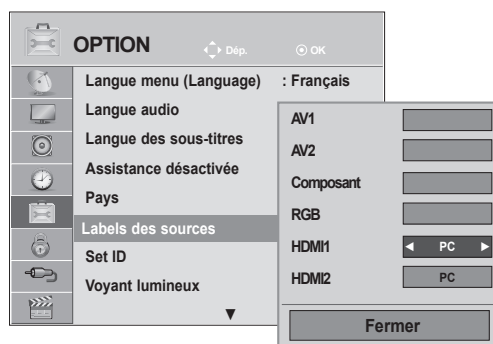 OPTION
Dép.
OK
Langue menu (Language) : Français
Langue audio
Langue des sous-titres
Assistance désactivée
Pays
Labels des sources
Set ID
Voyant lumineux
AV1
AV2
Composant
RGB
HDMI1 ◄ PC ►
HDMI2 PC
Fermer